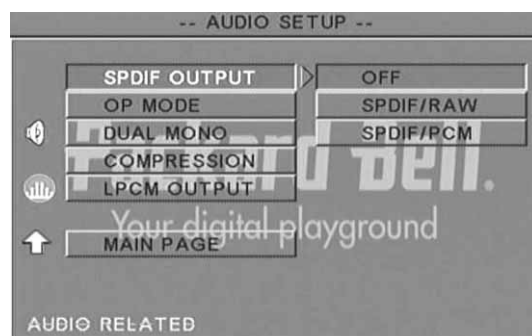 -- AUDIO SETUP --
SPDIF OUTPUT
OP MODE
DUAL MONO
COMPRESSION
LPCM OUTPUT
MAIN PAGE
OFF
SPDIF/RAW
SPDIF/PCM
Packard Bell.
Your digital playground
AUDIO RELATED